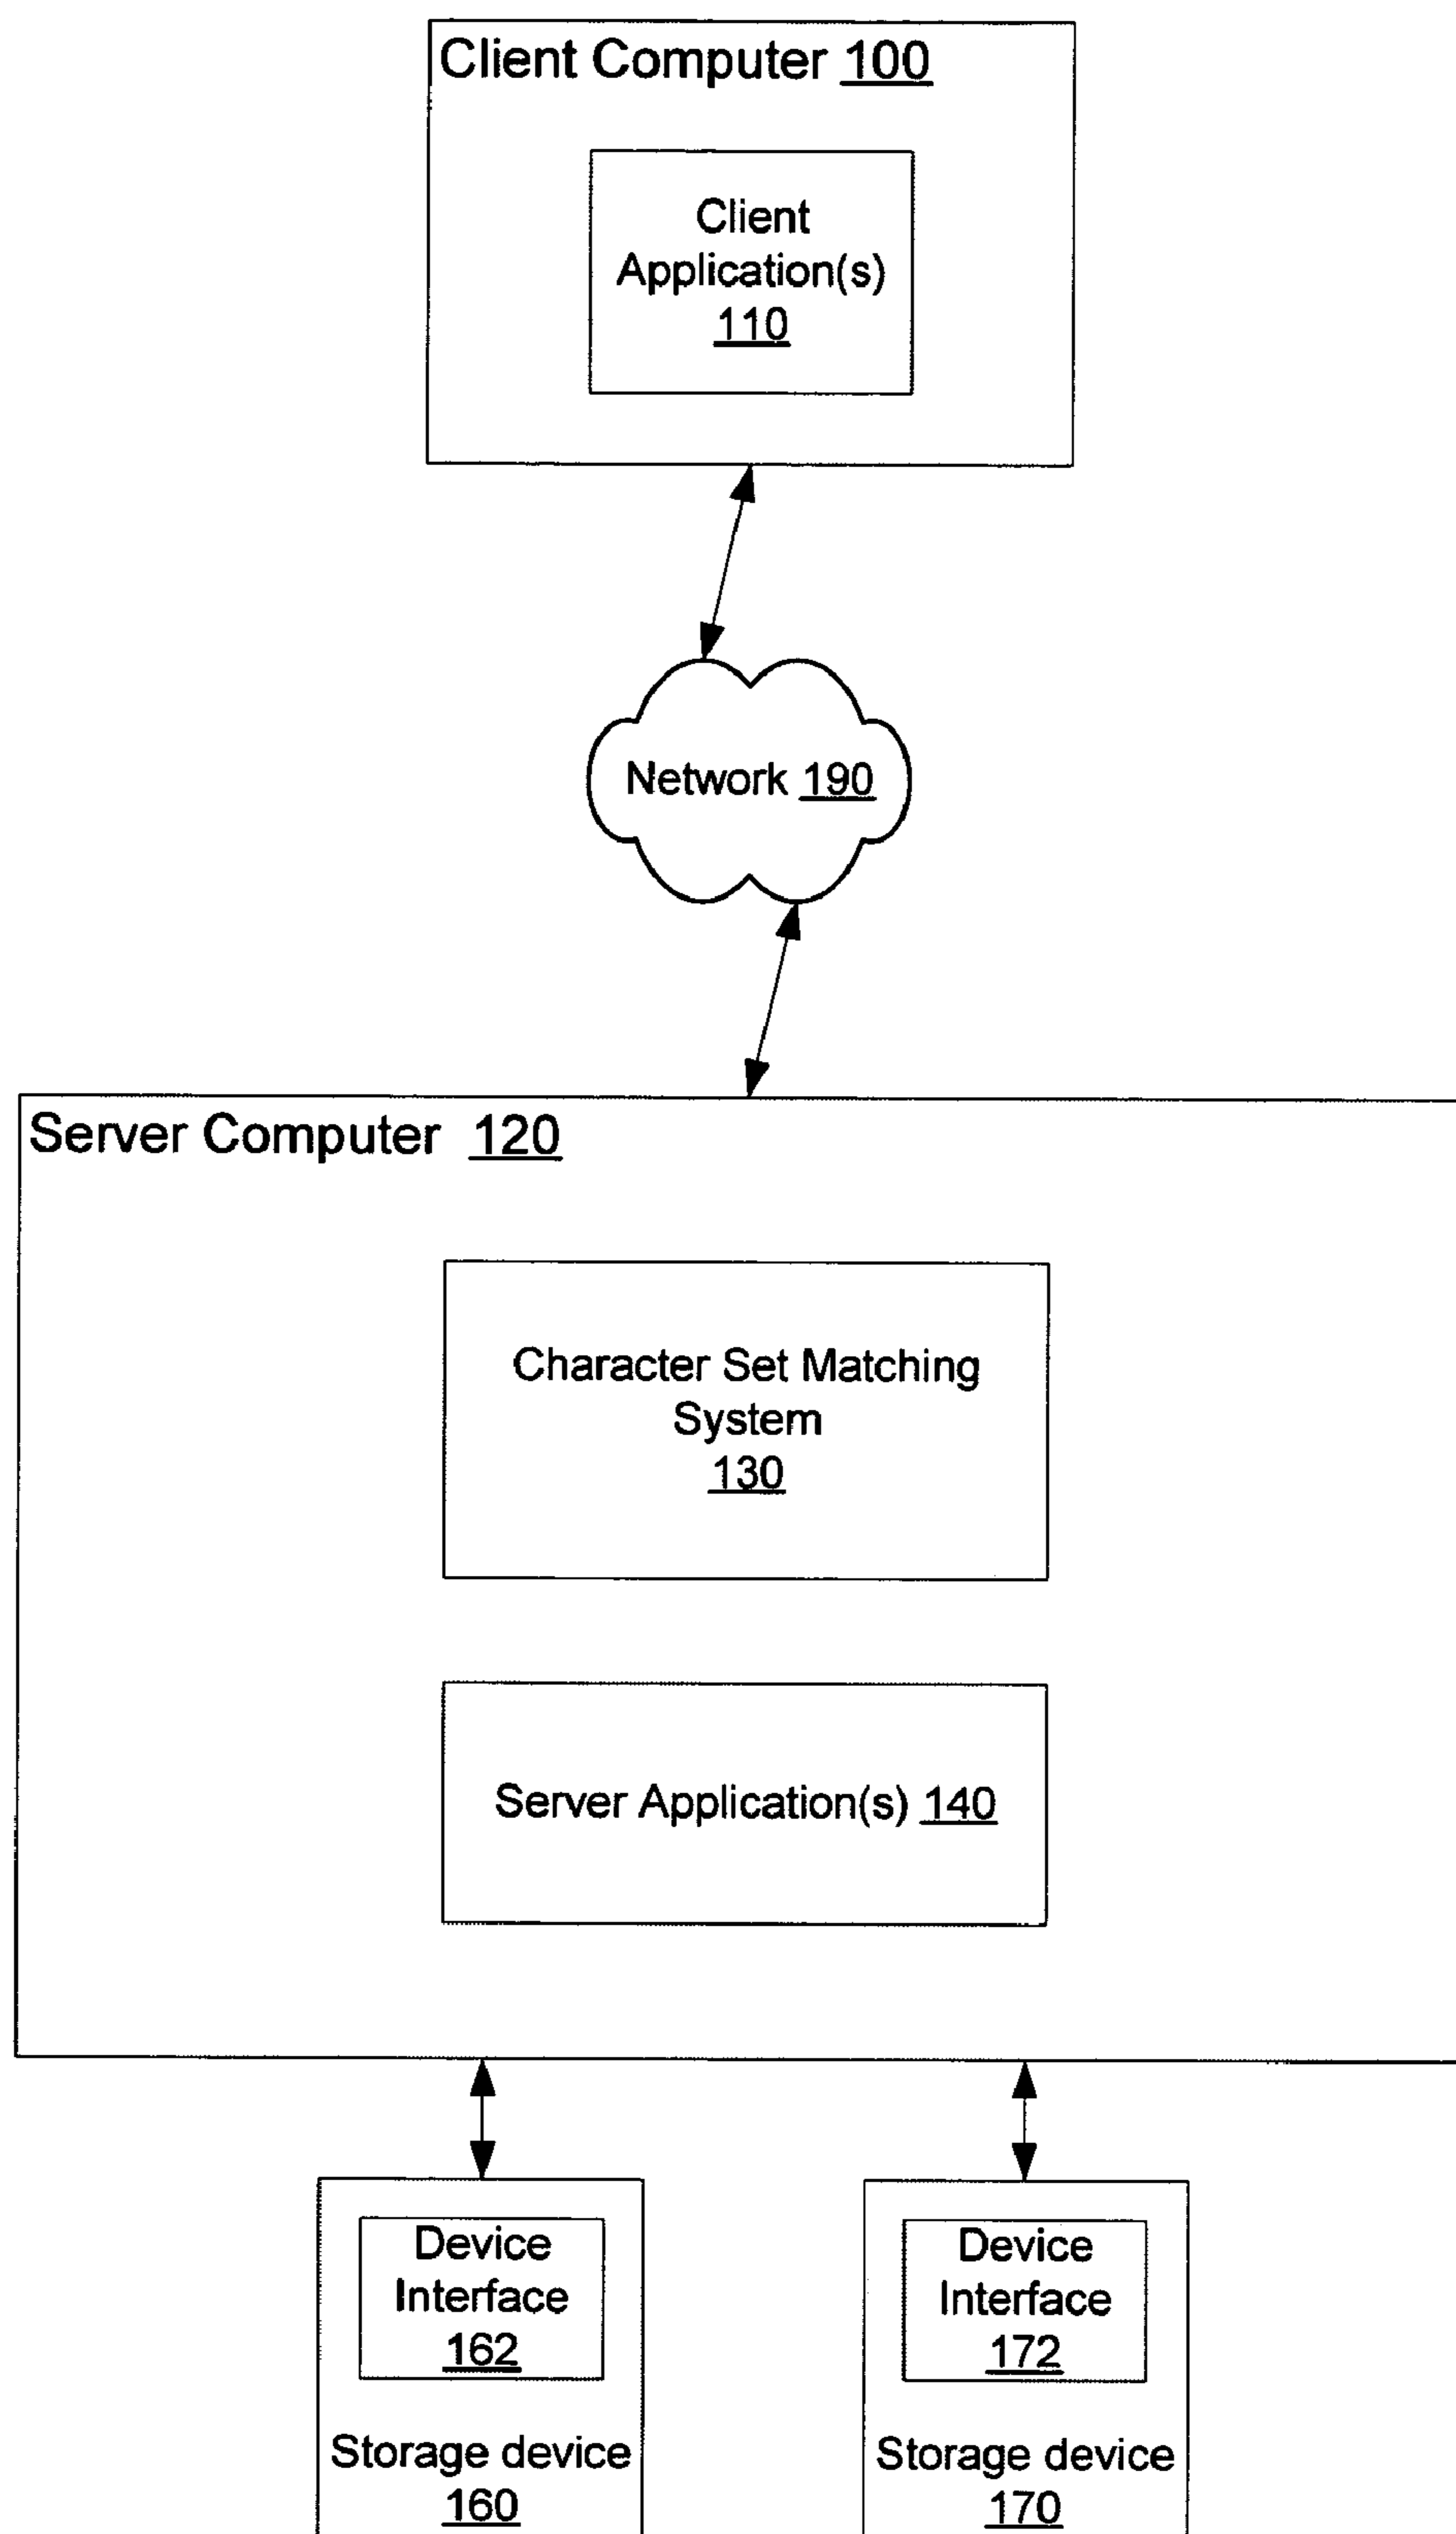 Client Computer 100
Client
Application(s)
110
Network 190
Server Computer 120
Character Set Matching
System
130
Server Application(s) 140
Device
Interface
162
Storage device
160
Device
Interface
172
Storage device
170